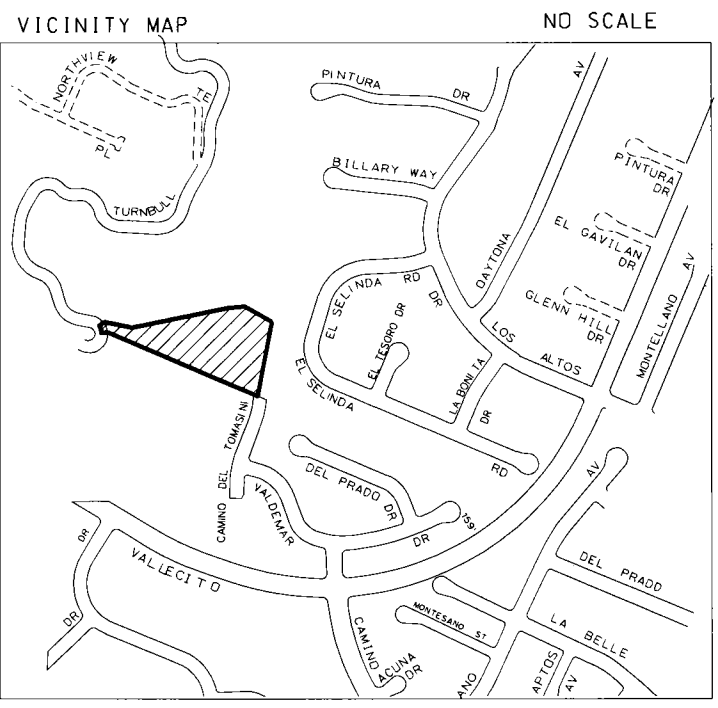 VICINITY MAP
NO SCALE
NORTHVIEW
TE
PL
TURNBULL
PINTURA DR
BILLARY WAY
AV
DAYTONA
PINTURA
DR
EL GAVILAN
DR
GLENN HILL
DR
MONTELLANO AV
EL SELINDA RD
DR
EL TESORO DR
EL SELINDA
RD
LOS ALTOS
LA BONITA
DR
CAMINO DEL TOMASINI
DEL PRADO DR
VALDEMAR
DR
159'
AV
VALLECITO
DR
DR
CAMINO
ACUNA
DR
MONTESANO ST
ANO
DEL PRADO
LA BELLE
APTOS
AV